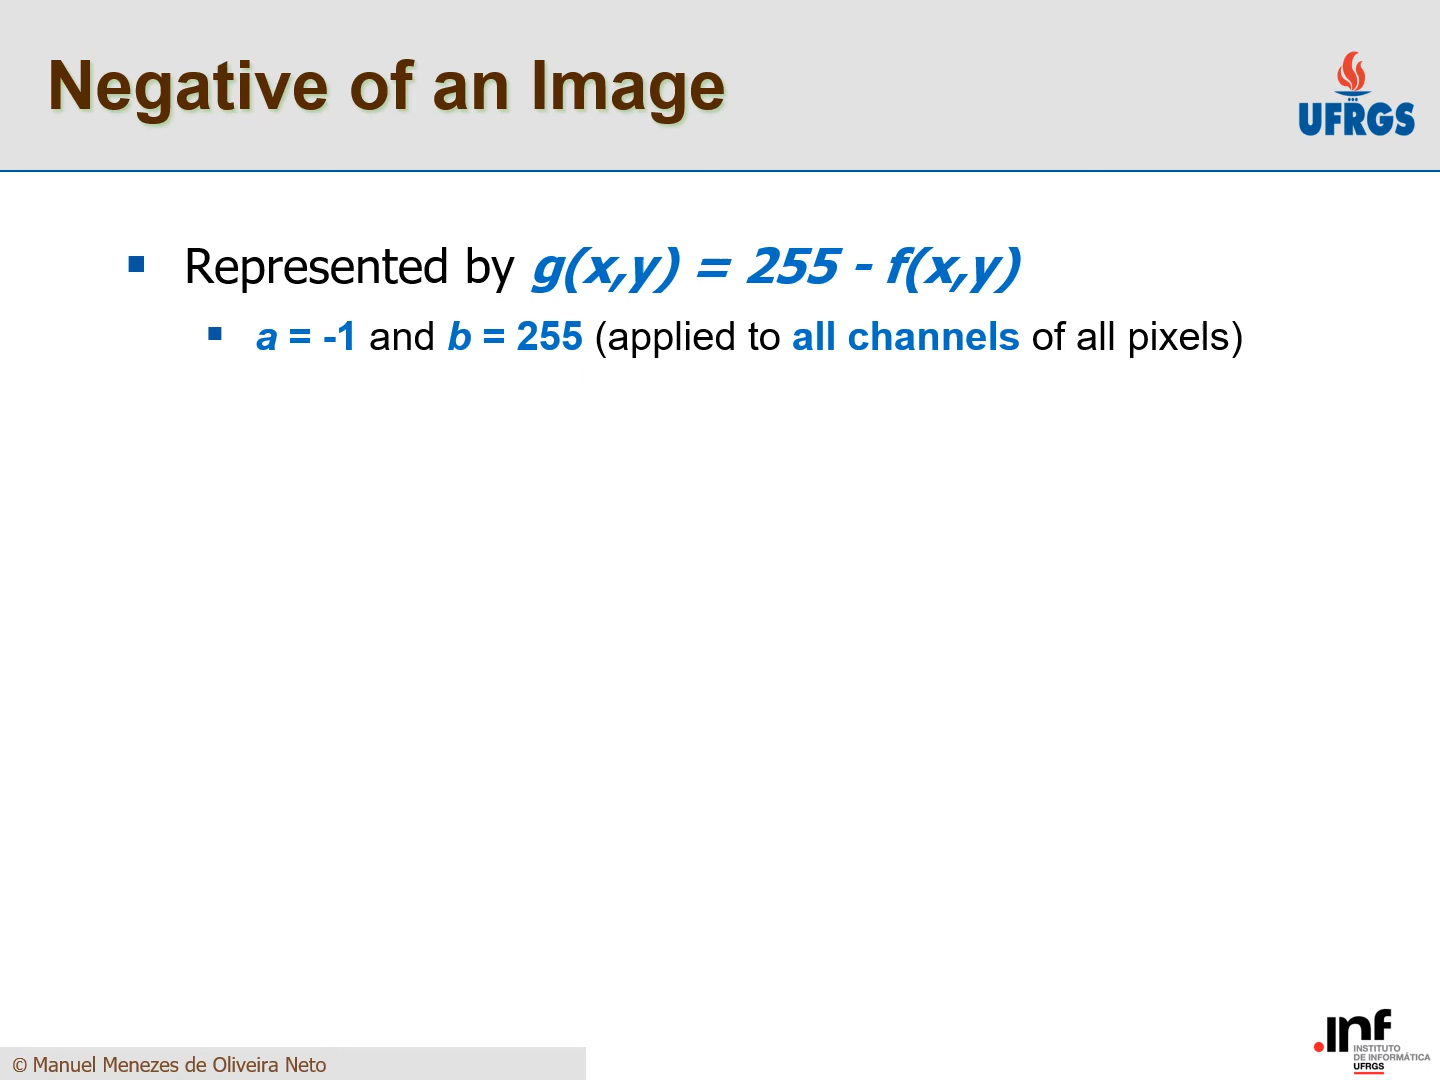 Negative of an Image
UFRGS
▪ Represented by g(x,y) = 255 - f(x,y)
▪ a = -1 and b = 255 (applied to all channels of all pixels)
.inf
INSTITUTO
DE INFORMÁTICA
UFRGS
© Manuel Menezes de Oliveira Neto